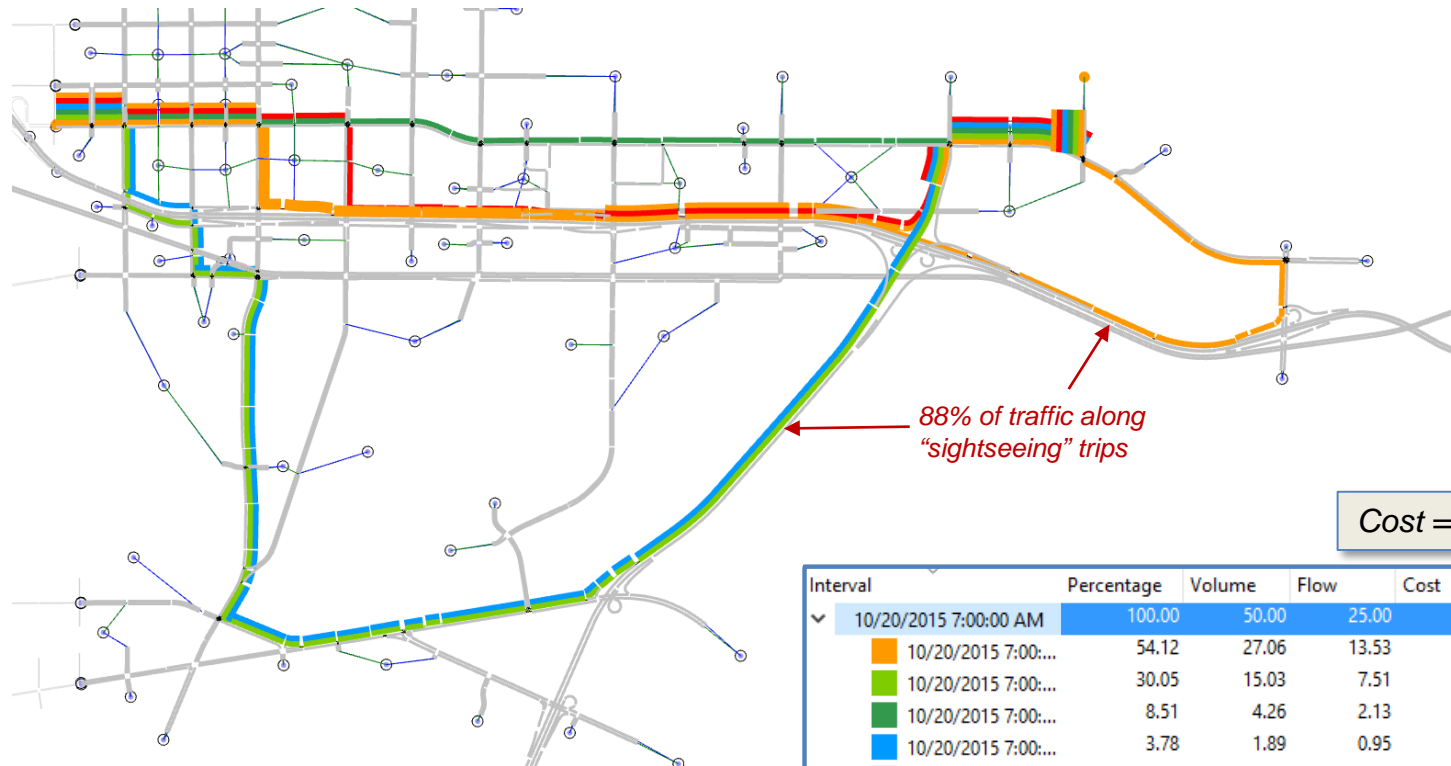 88% of traffic along
“sightseeing” trips
Cost =
Interval Percentage Volume Flow Cost
10/20/2015 7:00:00 AM 100.00 50.00 25.00
10/20/2015 7:00:... 54.12 27.06 13.53
10/20/2015 7:00:... 30.05 15.03 7.51
10/20/2015 7:00:... 8.51 4.26 2.13
10/20/2015 7:00:... 3.78 1.89 0.95